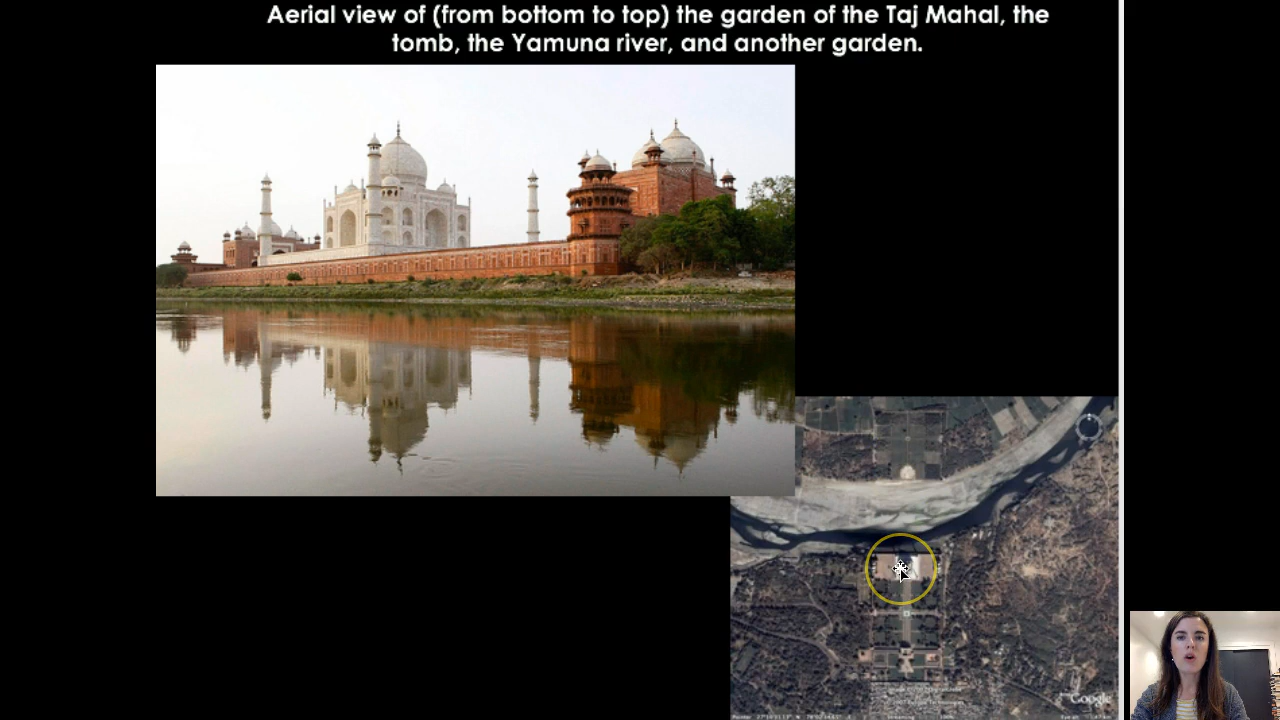 Aerial view of (from bottom to top) the garden of the Taj Mahal, the
tomb, the Yamuna river, and another garden.
Google